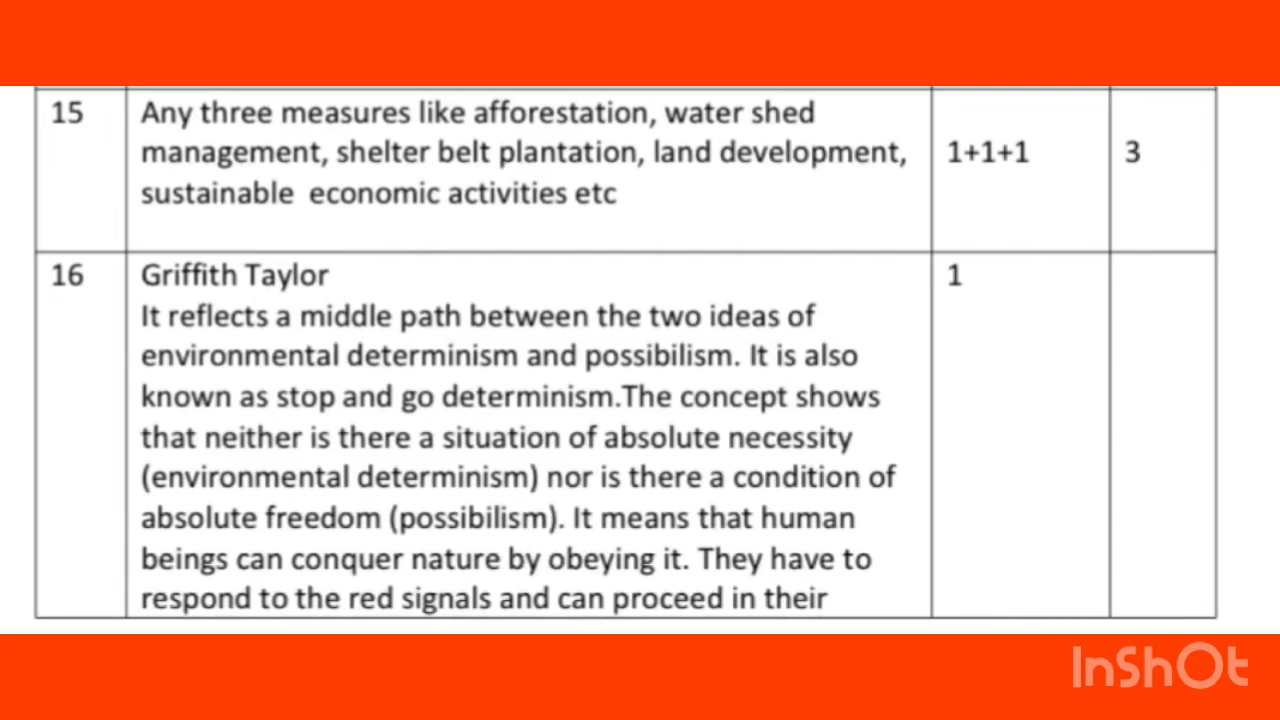 15 Any three measures like afforestation, water shed
management, shelter belt plantation, land development, 1+1+1 3
sustainable economic activities etc
16 Griffith Taylor 1
It reflects a middle path between the two ideas of
environmental determinism and possibilism. It is also
known as stop and go determinism.The concept shows
that neither is there a situation of absolute necessity
(environmental determinism) nor is there a condition of
absolute freedom (possibilism). It means that human
beings can conquer nature by obeying it. They have to
respond to the red signals and can proceed in their
InShOt